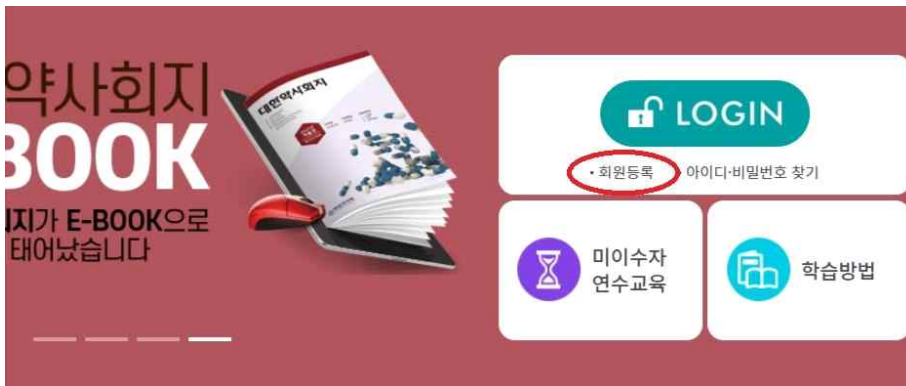 약사회지
BOOK
지가 E-BOOK으로
태어났습니다
대한약사회지
LOGIN
• 회원등록
아이디·비밀번호 찾기
미이수자
연수교육
학습방법